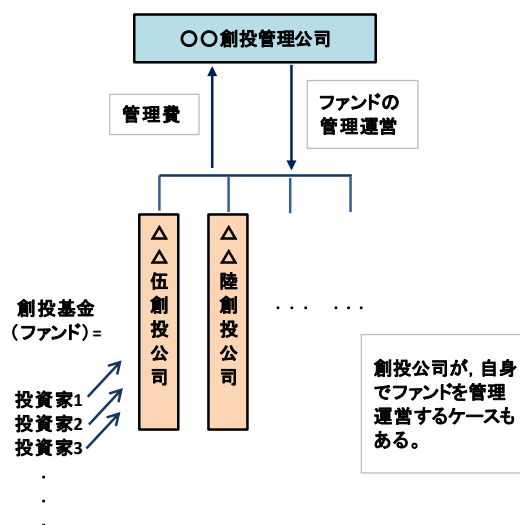 〇〇創投管理公司
管理費
ファンドの
管理運営
△△伍創投公司
△△陸創投公司
・・・ ・・・
創投基金
（ファンド）=
投資家1
投資家2
投資家3
・
・
・
創投公司が，自身
でファンドを管理
運営するケースも
ある。